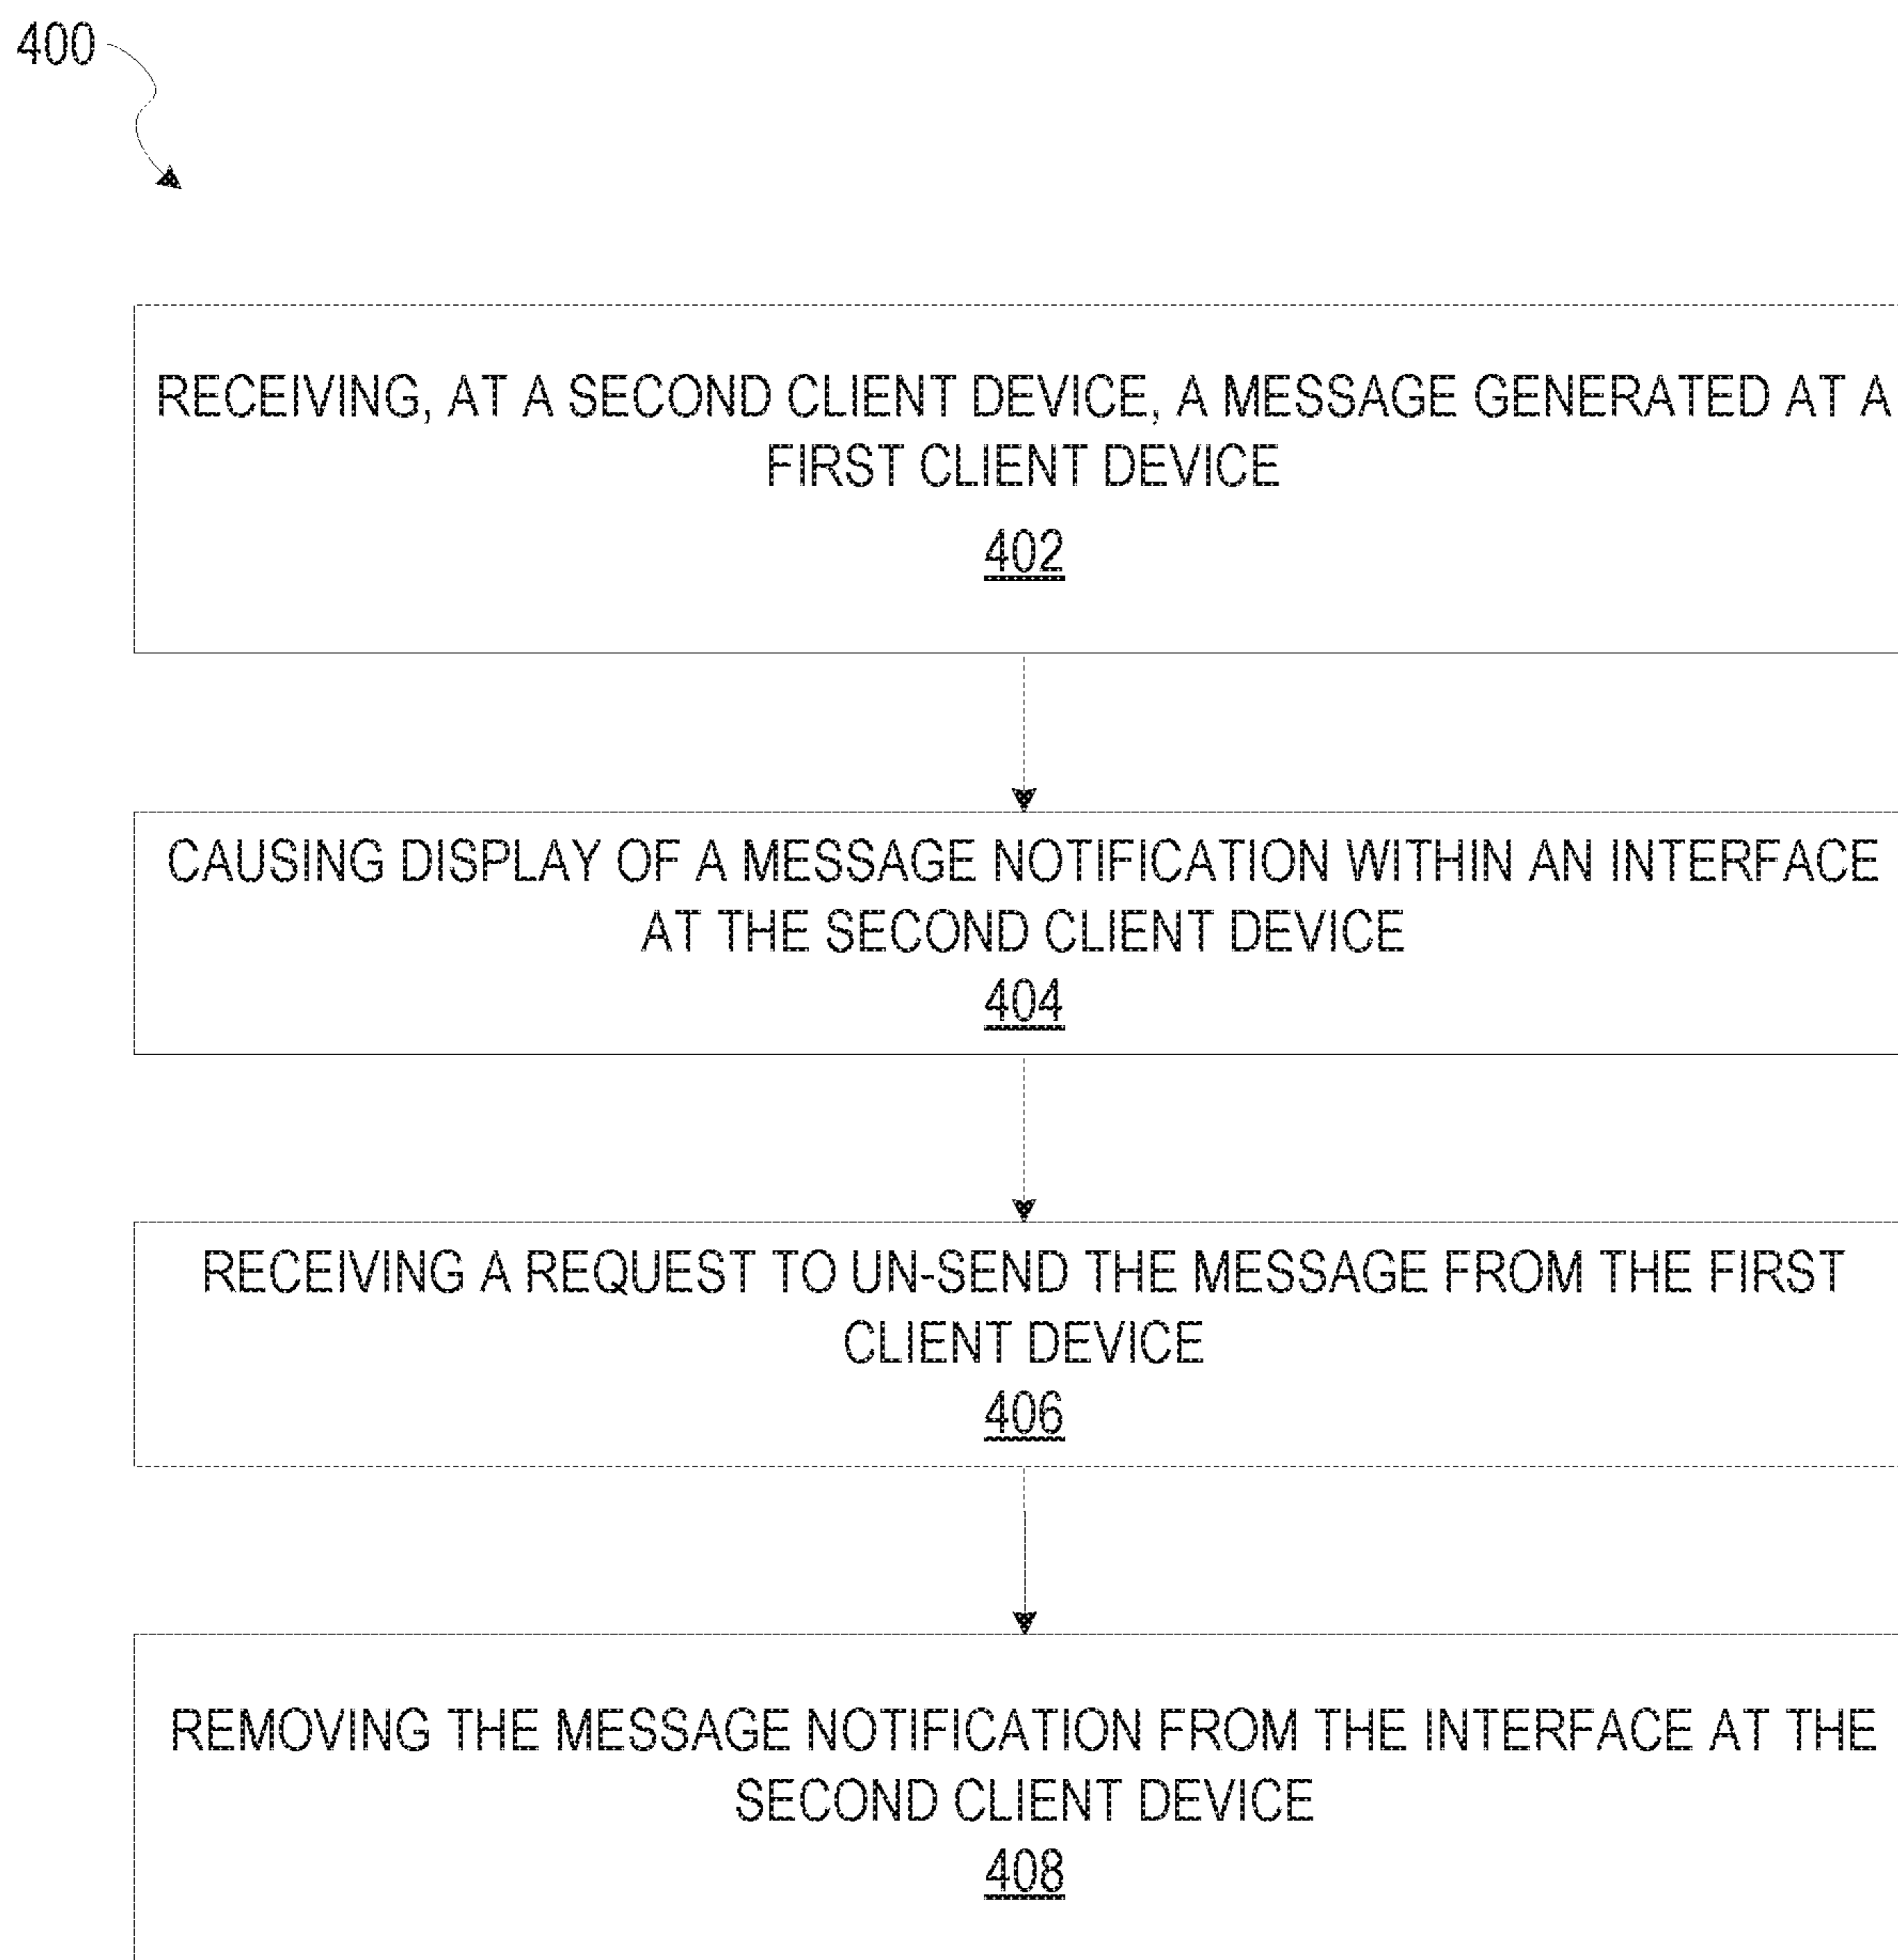 400
RECEIVING, AT A SECOND CLIENT DEVICE, A MESSAGE GENERATED AT A
FIRST CLIENT DEVICE
402
CAUSING DISPLAY OF A MESSAGE NOTIFICATION WITHIN AN INTERFACE
AT THE SECOND CLIENT DEVICE
404
RECEIVING A REQUEST TO UN-SEND THE MESSAGE FROM THE FIRST
CLIENT DEVICE
406
REMOVING THE MESSAGE NOTIFICATION FROM THE INTERFACE AT THE
SECOND CLIENT DEVICE
408